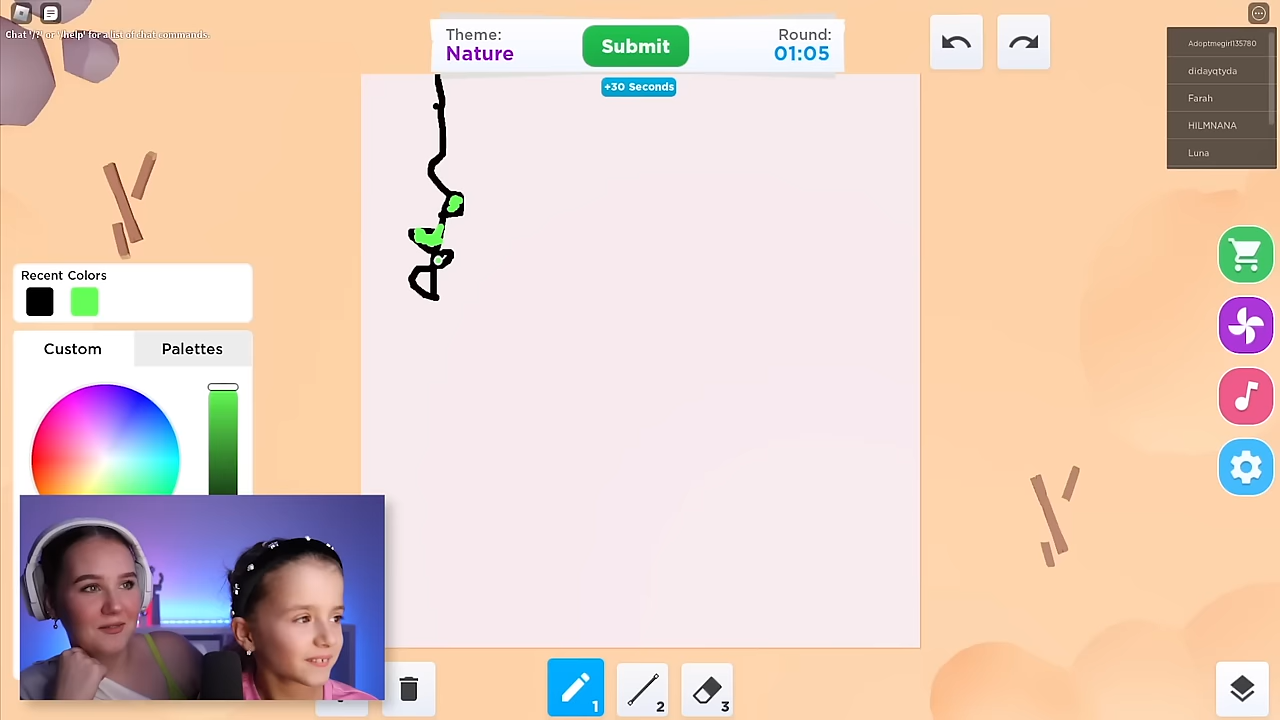 Chat '/?' or '/help' for a list of chat commands.
Theme:
Nature
Submit
Round:
01:05
+30 Seconds
Adoptmegirl135780
didayqtyda
Farah
HILMNANA
Luna
Recent Colors
Custom
Palettes
1
2
3